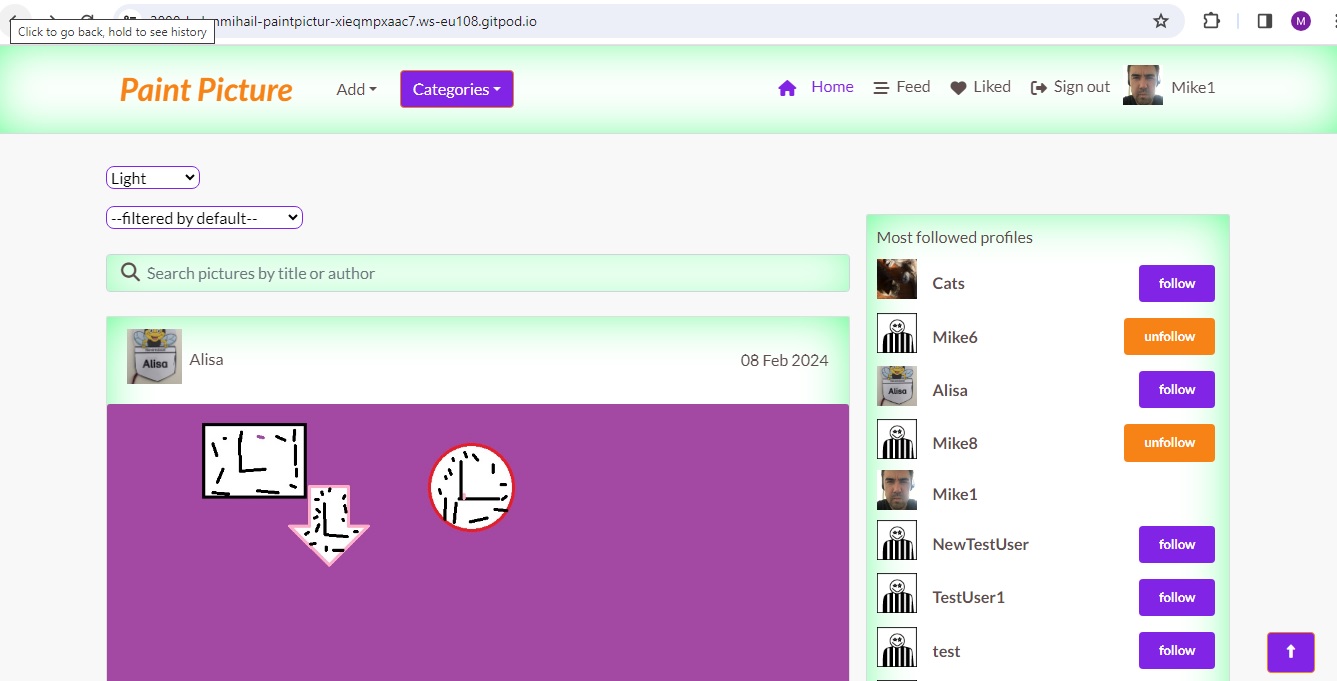 nmihail-paintpictur-xieqmpxaac7.ws-eu108.gitpod.io
M
Click to go back, hold to see history
Paint Picture
Add
Categories
Home
Feed
Liked
Sign out
Mike1
Light
--filtered by default--
Search pictures by title or author
Alisa
Alisa
08 Feb 2024
Most followed profiles
Cats
follow
Mike6
unfollow
Alisa
Alisa
follow
Mike8
unfollow
Mike1
NewTestUser
follow
TestUser1
follow
test
follow